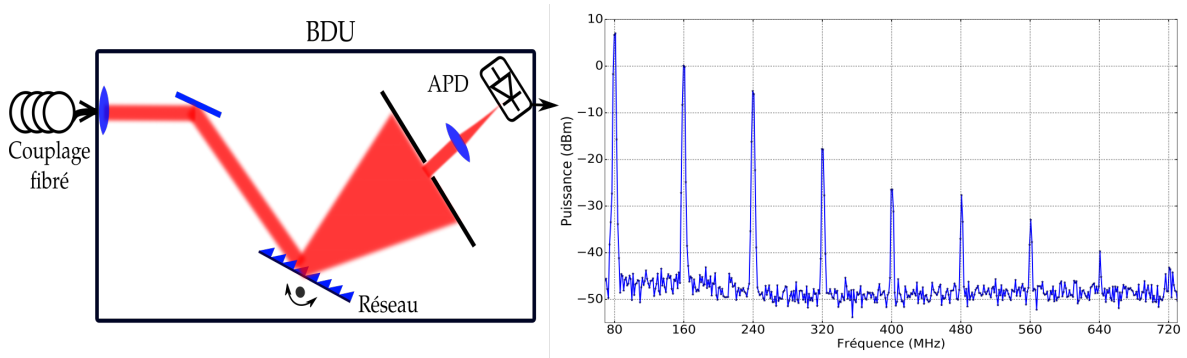 BDU
APD
Couplage
fibré
Réseau
10
0
−10
−20
−30
−40
−50
Puissance (dBm)
80 160 240 320 400 480 560 640 720
Fréquence (MHz)